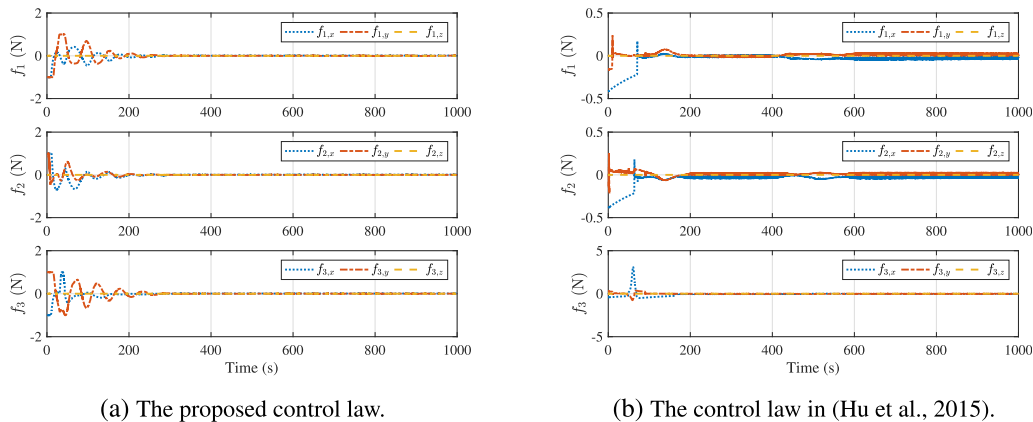 f1,x f1,y f1,z
f1 (N)
2
0
-2
0 200 400 600 800 1000
f2,x f2,y f2,z
f2 (N)
2
0
-2
0 200 400 600 800 1000
f3,x f3,y f3,z
f3 (N)
2
0
-2
0 200 400 600 800 1000
Time (s)
(a) The proposed control law.
f1,x f1,y f1,z
f1 (N)
0.5
0
-0.5
0 200 400 600 800 1000
f2,x f2,y f2,z
f2 (N)
0.5
0
-0.5
0 200 400 600 800 1000
f3,x f3,y f3,z
f3 (N)
5
0
-5
0 200 400 600 800 1000
Time (s)
(b) The control law in (Hu et al., 2015).